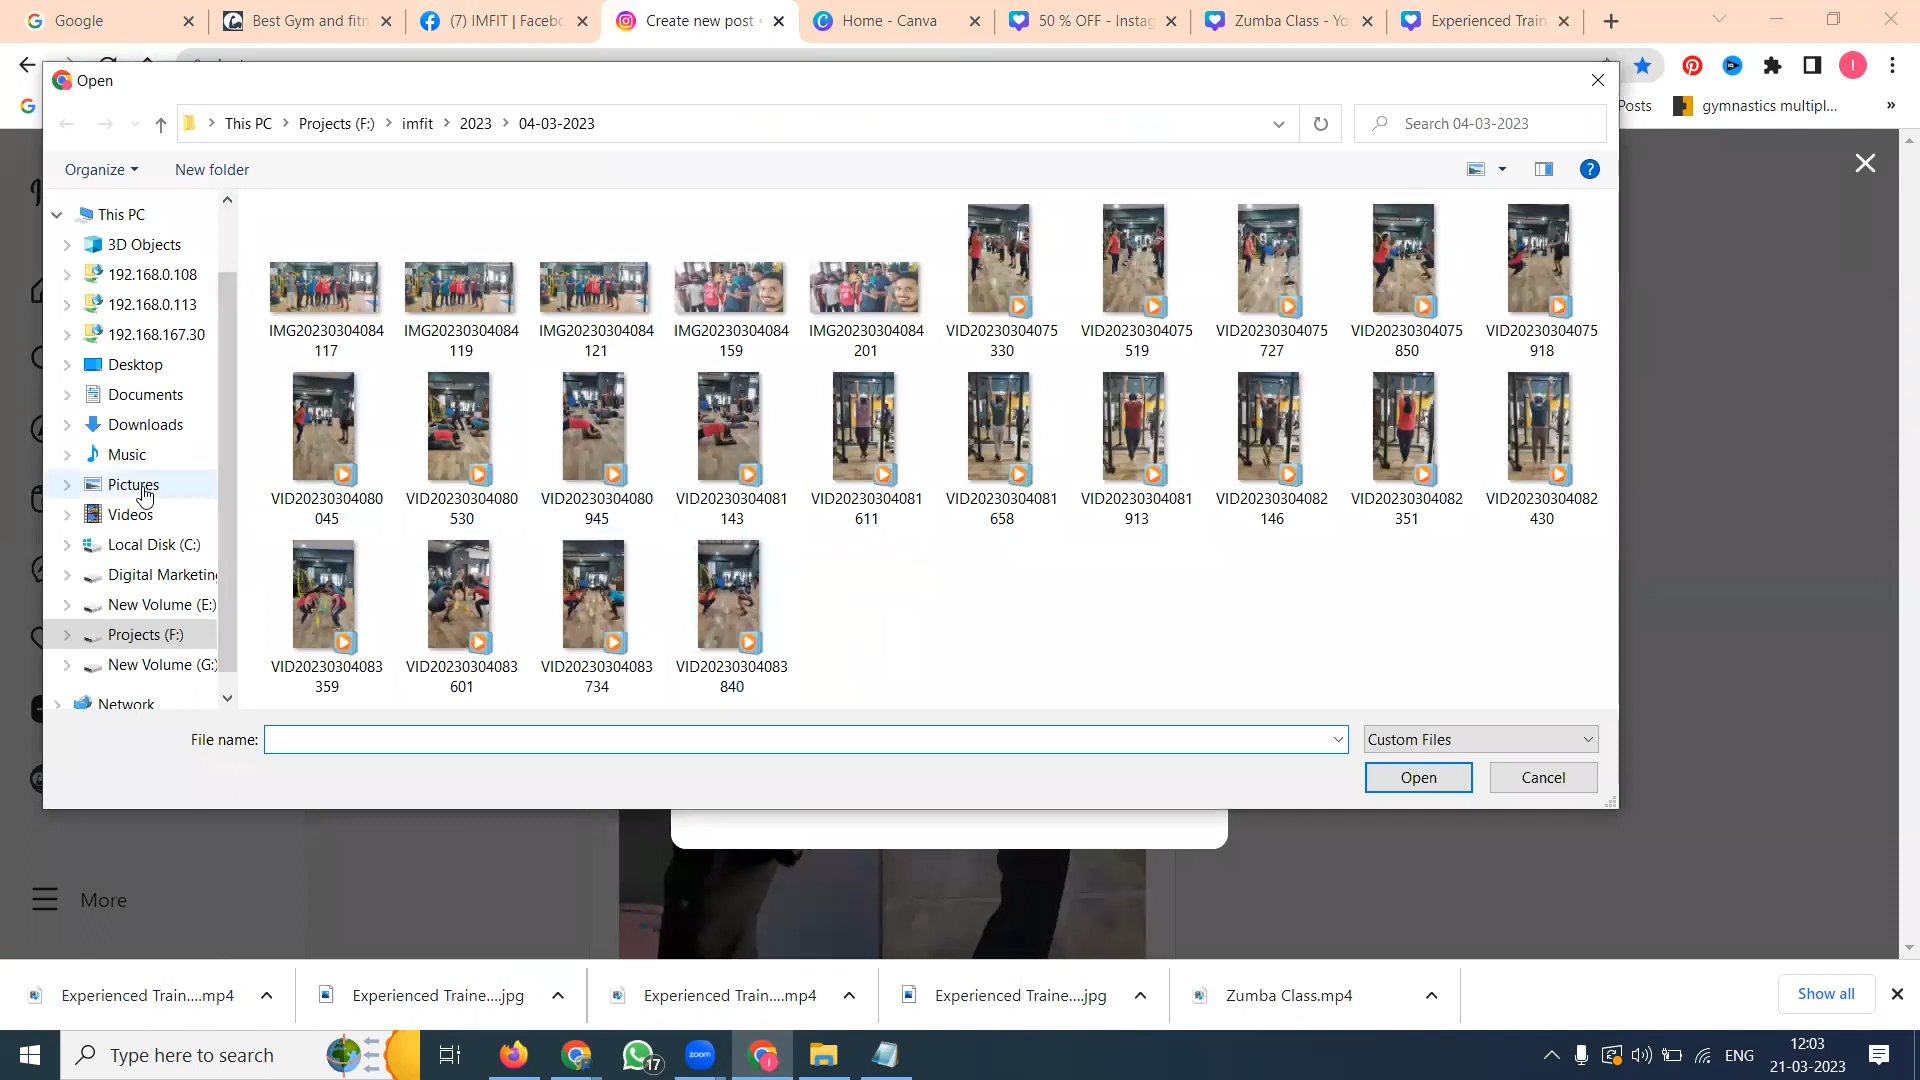 Google
Best Gym and fitn
(7) IMFIT | Facebo
Create new post
Home - Canva
50 % OFF - Instag
Zumba Class - Yo
Experienced Train
Open
This PC
Projects (F:)
imfit
2023
04-03-2023
Search 04-03-2023
Posts
gymnastics multipl...
»
Organize
New folder
This PC
3D Objects
192.168.0.108
192.168.0.113
192.168.167.30
Desktop
Documents
Downloads
Music
Pictures
Videos
Local Disk (C:)
Digital Marketing
New Volume (E:)
Projects (F:)
New Volume (G:)
Network
IMG20230304084
117
IMG20230304084
119
IMG20230304084
121
IMG20230304084
159
IMG20230304084
201
VID20230304075
330
VID20230304075
519
VID20230304075
727
VID20230304075
850
VID20230304075
918
VID20230304080
045
VID20230304080
530
VID20230304080
945
VID20230304081
143
VID20230304081
611
VID20230304081
658
VID20230304081
913
VID20230304082
146
VID20230304082
351
VID20230304082
430
VID20230304083
359
VID20230304083
601
VID20230304083
734
VID20230304083
840
File name:
Custom Files
Open
Cancel
More
Experienced Train....mp4
Experienced Traine....jpg
Experienced Train....mp4
Experienced Traine....jpg
Zumba Class.mp4
Show all
Type here to search
17
zoom
ENG
12:03
21-03-2023